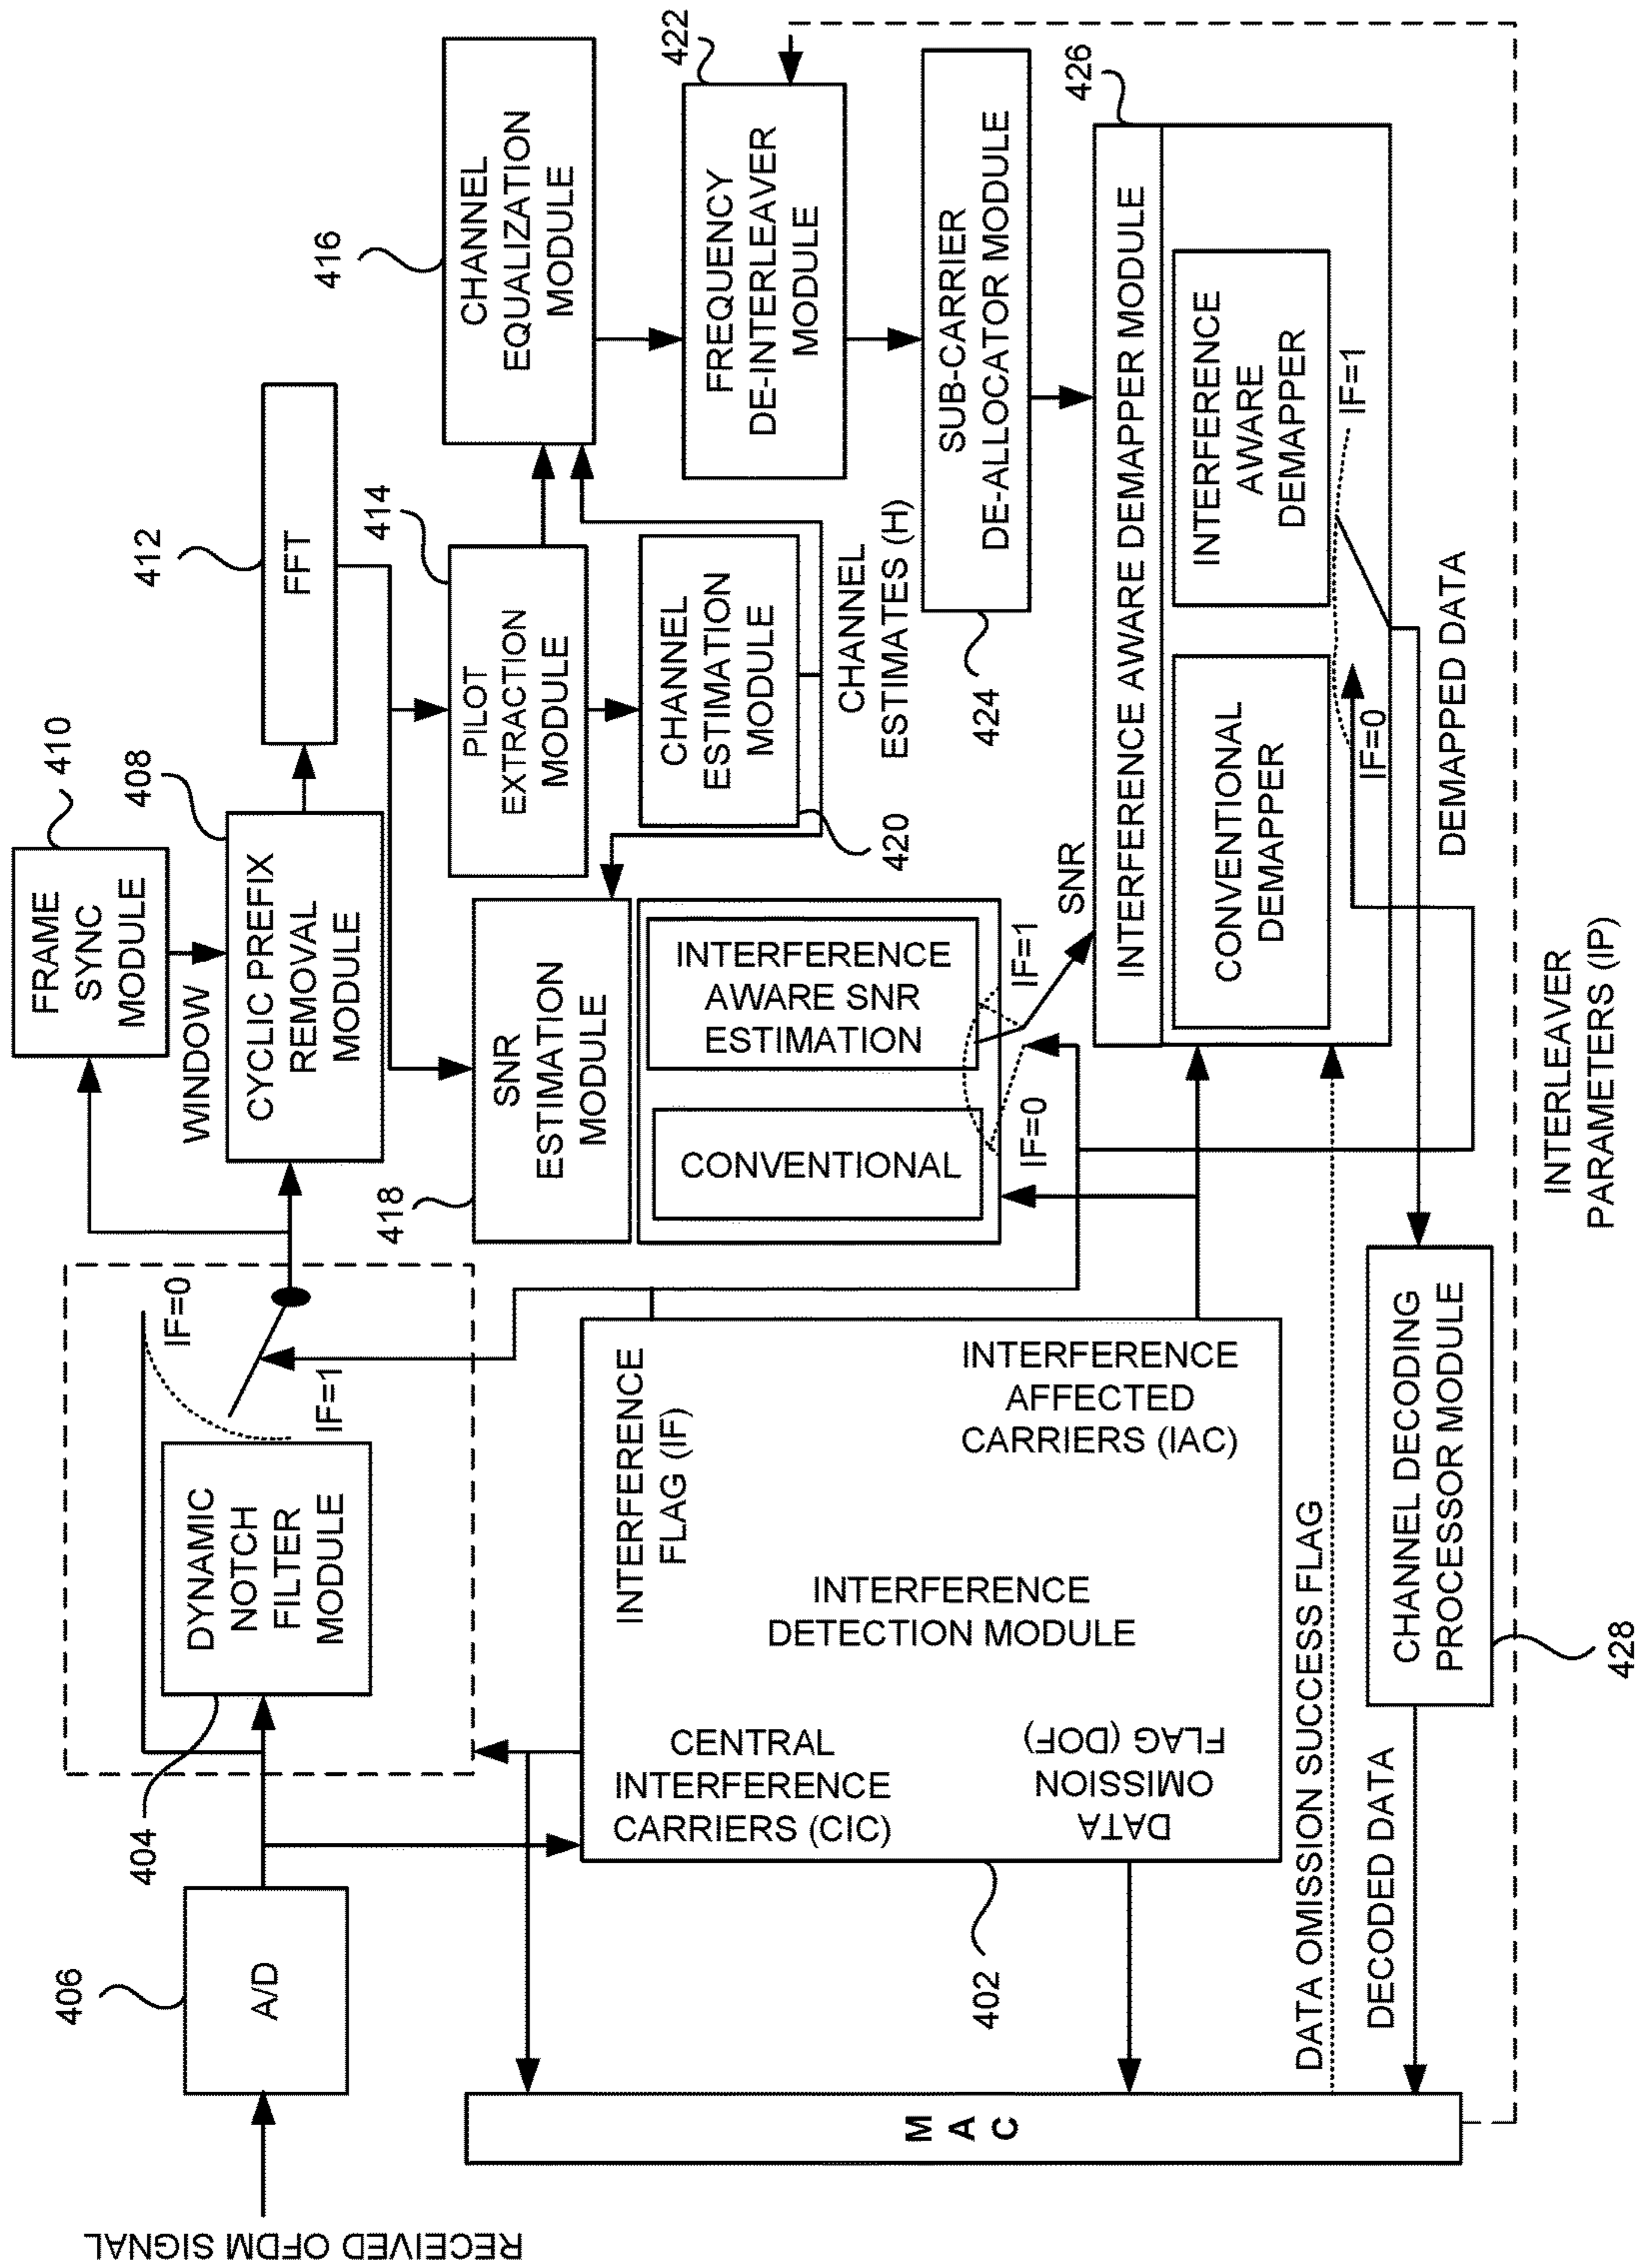 RECEIVED OFDM SIGNAL
406
A/D
404
DYNAMIC
NOTCH
FILTER
MODULE
IF=0
IF=1
410
FRAME
SYNC
MODULE
WINDOW
408
CYCLIC PREFIX
REMOVAL
MODULE
412
FFT
414
PILOT
EXTRACTION
MODULE
416
CHANNEL
EQUALIZATION
MODULE
418
SNR
ESTIMATION
MODULE
CONVENTIONAL
INTERFERENCE
AWARE SNR
ESTIMATION
IF=0
IF=1
SNR
CHANNEL
ESTIMATION
MODULE
420
CHANNEL
ESTIMATES (H)
422
FREQUENCY
DE-INTERLEAVER
MODULE
SUB-CARRIER
DE-ALLOCATOR MODULE
424
426
INTERFERENCE AWARE DEMAPPER MODULE
CONVENTIONAL
DEMAPPER
INTERFERENCE
AWARE
DEMAPPER
IF=0
IF=1
DEMAPPED DATA
INTERFERENCE
FLAG (IF)
CENTRAL
INTERFERENCE
CARRIERS (CIC)
INTERFERENCE
DETECTION MODULE
INTERFERENCE
AFFECTED
CARRIERS (IAC)
DATA
OMISSION
FLAG (DOF)
402
M
A
C
DATA OMISSION SUCCESS FLAG
DECODED DATA
CHANNEL DECODING
PROCESSOR MODULE
428
INTERLEAVER
PARAMETERS (IP)